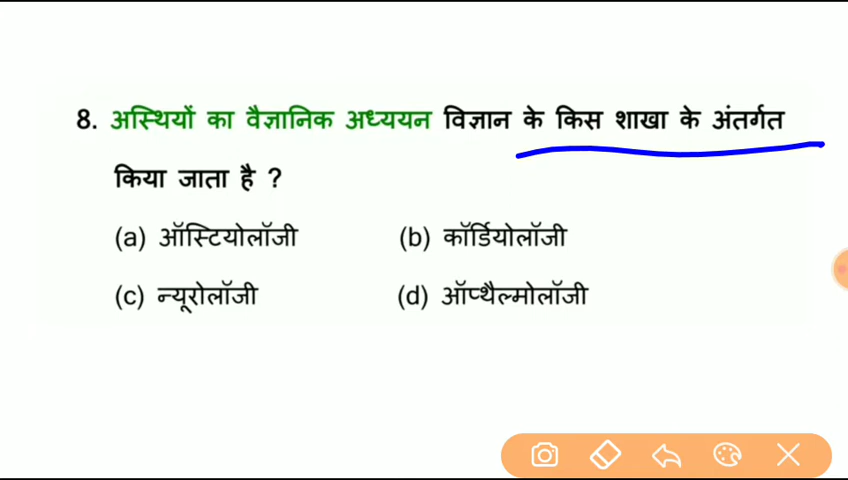 8. अस्थियों का वैज्ञानिक अध्ययन विज्ञान के किस शाखा के अंतर्गत
किया जाता है ?
(a) ऑस्टियोलॉजी (b) कॉर्डियोलॉजी
(c) न्यूरोलॉजी (d) ऑप्थैल्मोलॉजी